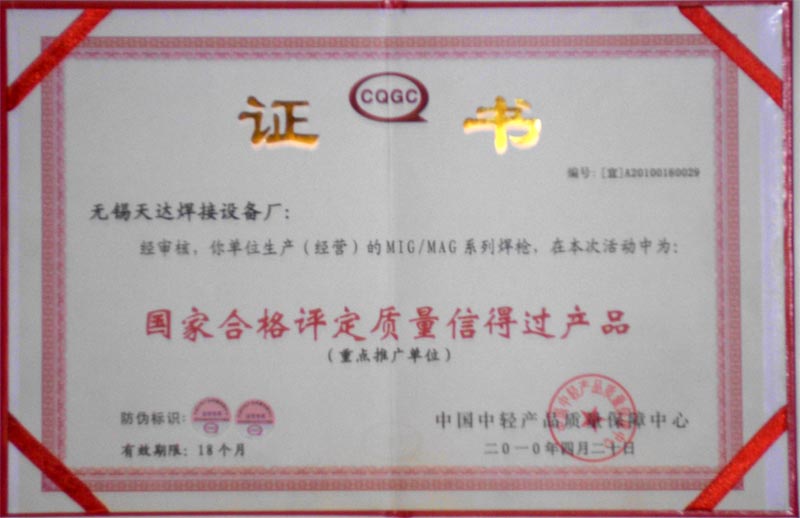 CQGC
证书
编号：[宣]A20100180029
无锡天达焊接设备厂：
经审核，你单位生产（经营）的MIG/MAG系列焊枪，在本次活动中为：
国家合格评定质量信得过产品
（重点推广单位）
防伪标识：
中国中轻产品质量保障中心
有效期限：18个月
二〇一〇年四月二十日